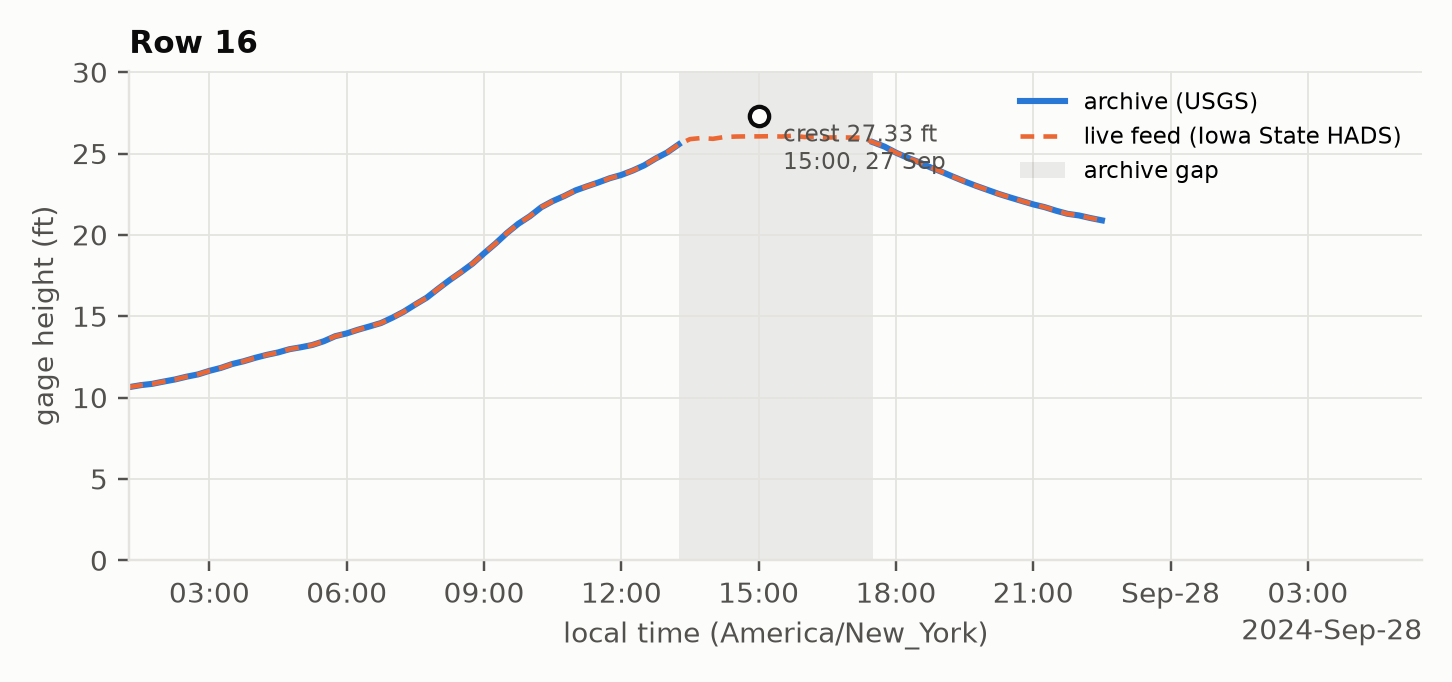 Row 16
30
25
20
15
10
5
0
gage height (ft)
archive (USGS)
live feed (Iowa State HADS)
archive gap
crest 27.33 ft
15:00, 27 Sep
03:00 06:00 09:00 12:00 15:00 18:00 21:00 Sep-28 03:00
local time (America/New_York)
2024-Sep-28